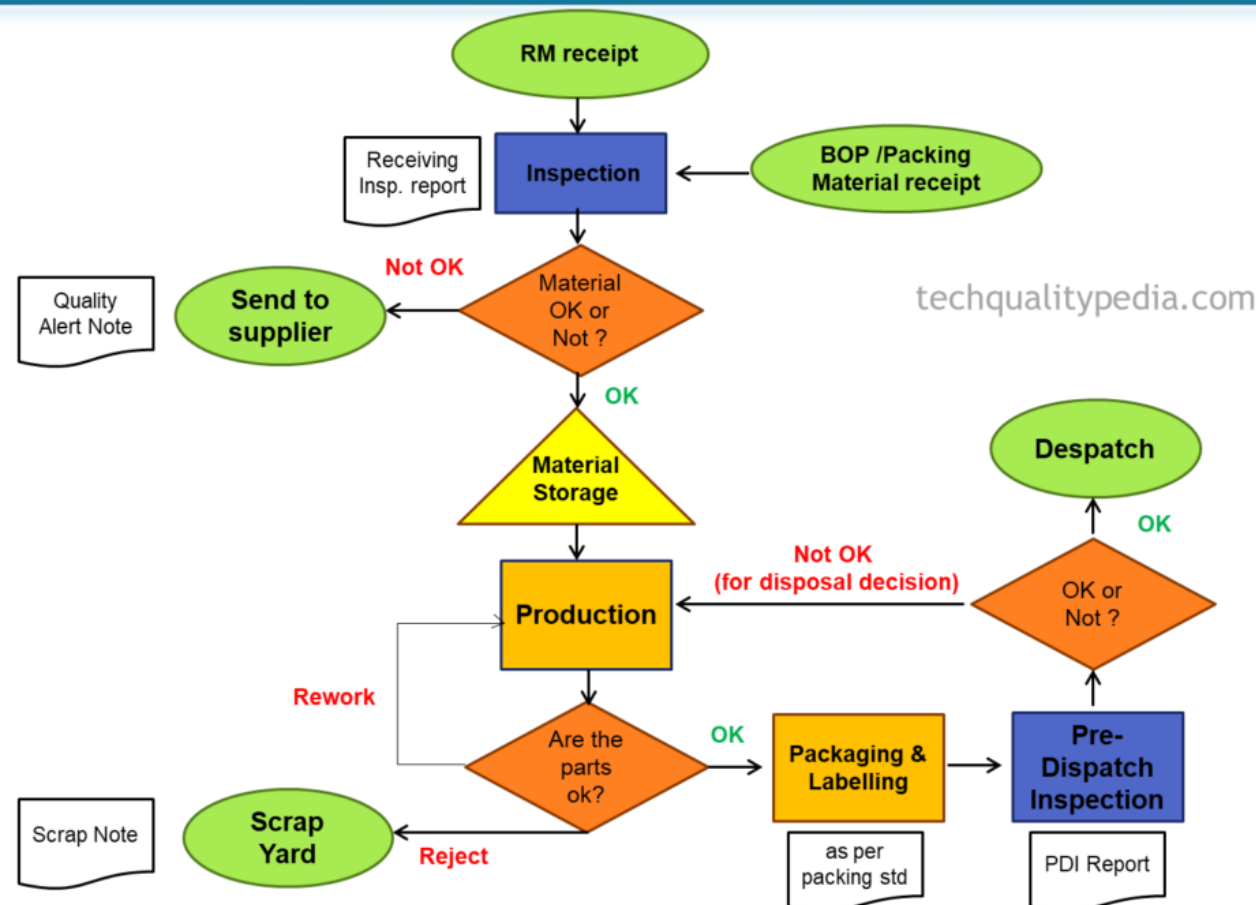 RM receipt
Receiving
Insp. report
Inspection
BOP /Packing
Material receipt
Quality
Alert Note
Send to
supplier
Not OK
Material
OK or
Not ?
techqualitypedia.com
OK
Material
Storage
Despatch
OK
Not OK
(for disposal decision)
OK or
Not ?
Production
Rework
Are the
parts
ok?
OK
Packaging &
Labelling
Pre-
Dispatch
Inspection
Scrap Note
Scrap
Yard
Reject
as per
packing std
PDI Report